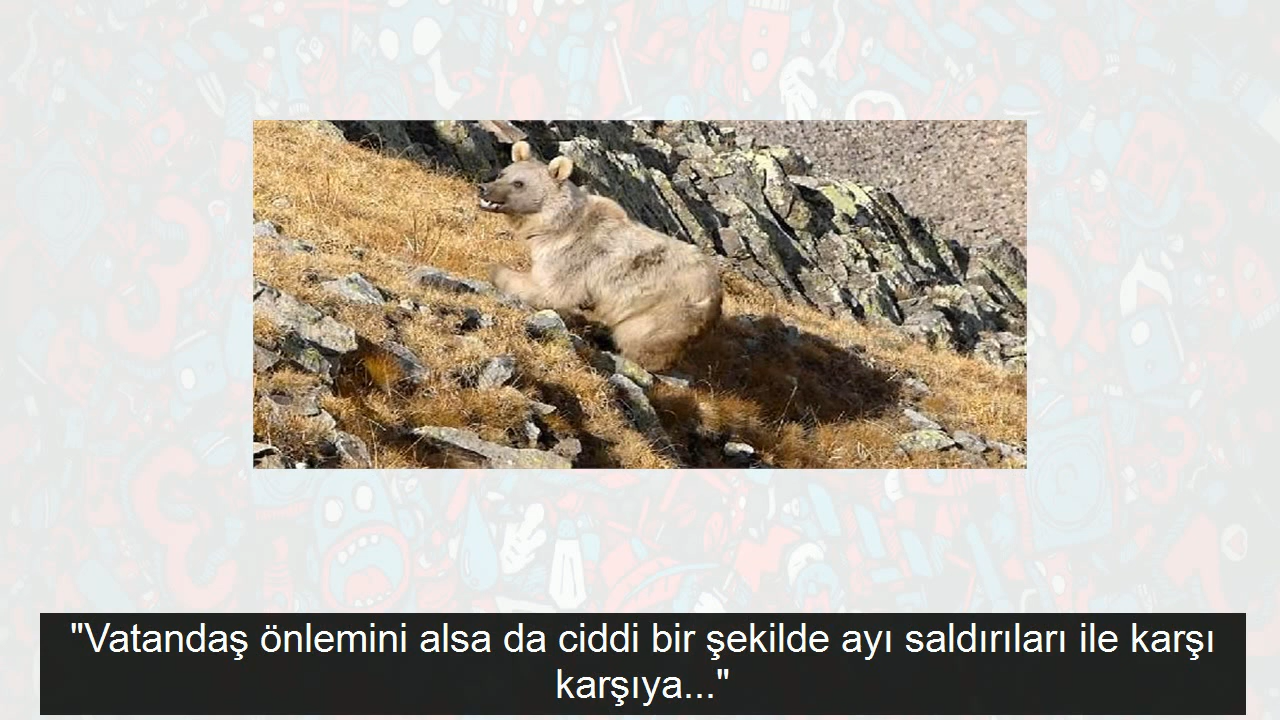 "Vatandaş önlemini alsa da ciddi bir şekilde ayı saldırıları ile karşı
karşıya..."